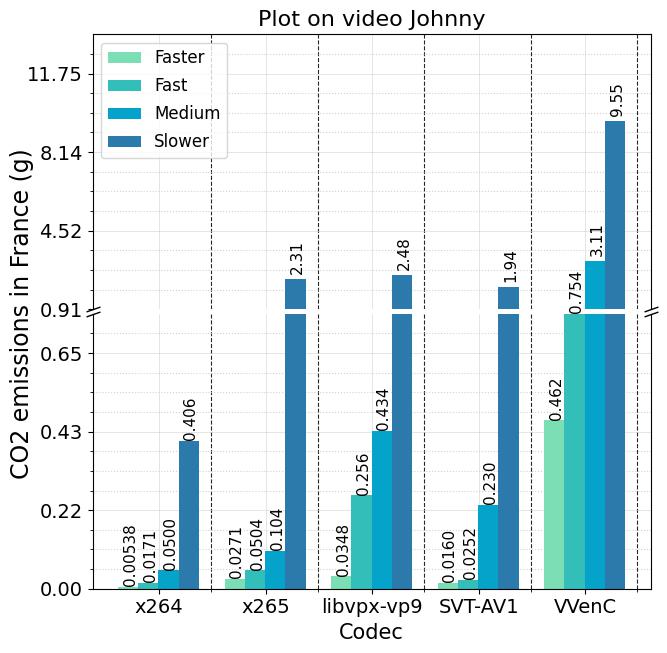 Plot on video Johnny
Faster
Fast
Medium
Slower
CO2 emissions in France (g)
11.75
8.14
4.52
0.91
0.65
0.43
0.22
0.00
0.00538
0.0171
0.0500
0.406
0.0271
0.0504
0.104
2.31
0.0348
0.256
0.434
2.48
0.0160
0.0252
0.230
1.94
0.462
0.754
3.11
9.55
x264
x265
libvpx-vp9
SVT-AV1
VVenC
Codec